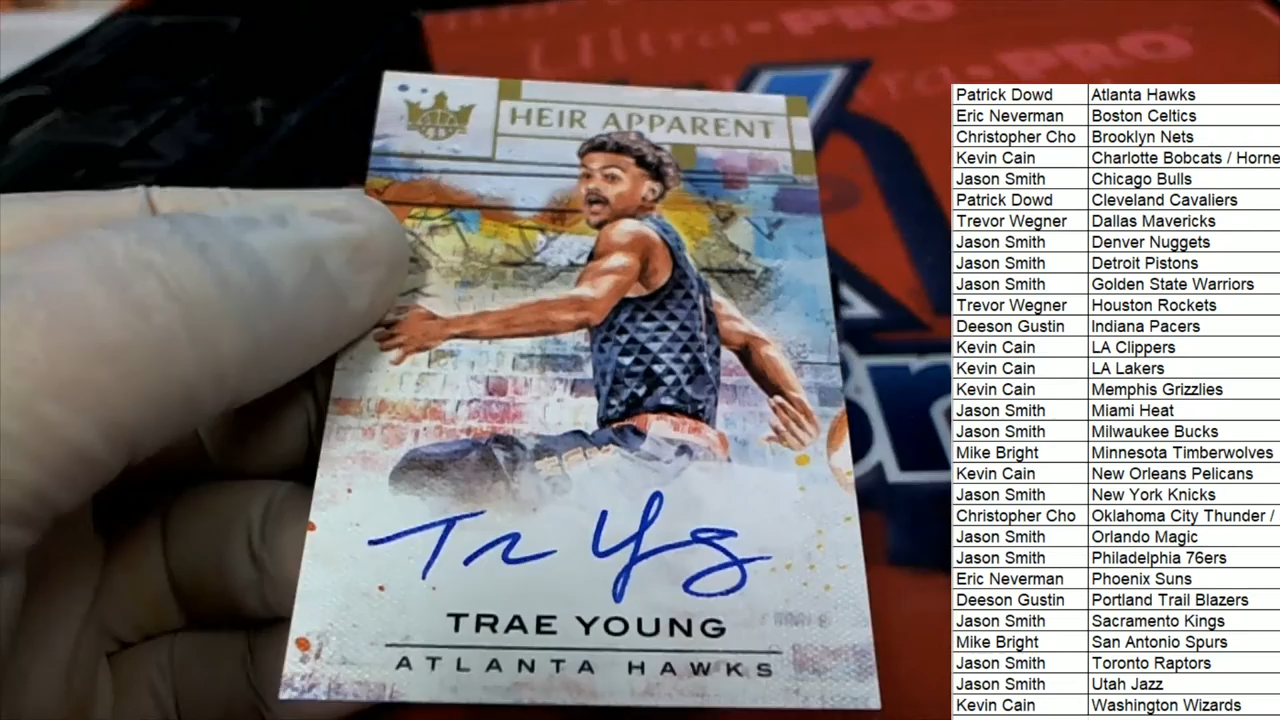 Ultra PRO
Ultra PRO
HEIR APPARENT
Tr Yg
TRAE YOUNG
ATLANTA HAWKS
Patrick Dowd Atlanta Hawks
Eric Neverman Boston Celtics
Christopher Cho Brooklyn Nets
Kevin Cain Charlotte Bobcats / Horne
Jason Smith Chicago Bulls
Patrick Dowd Cleveland Cavaliers
Trevor Wegner Dallas Mavericks
Jason Smith Denver Nuggets
Jason Smith Detroit Pistons
Jason Smith Golden State Warriors
Trevor Wegner Houston Rockets
Deeson Gustin Indiana Pacers
Kevin Cain LA Clippers
Kevin Cain LA Lakers
Kevin Cain Memphis Grizzlies
Jason Smith Miami Heat
Jason Smith Milwaukee Bucks
Mike Bright Minnesota Timberwolves
Kevin Cain New Orleans Pelicans
Jason Smith New York Knicks
Christopher Cho Oklahoma City Thunder /
Jason Smith Orlando Magic
Jason Smith Philadelphia 76ers
Eric Neverman Phoenix Suns
Deeson Gustin Portland Trail Blazers
Jason Smith Sacramento Kings
Mike Bright San Antonio Spurs
Jason Smith Toronto Raptors
Jason Smith Utah Jazz
Kevin Cain Washington Wizards